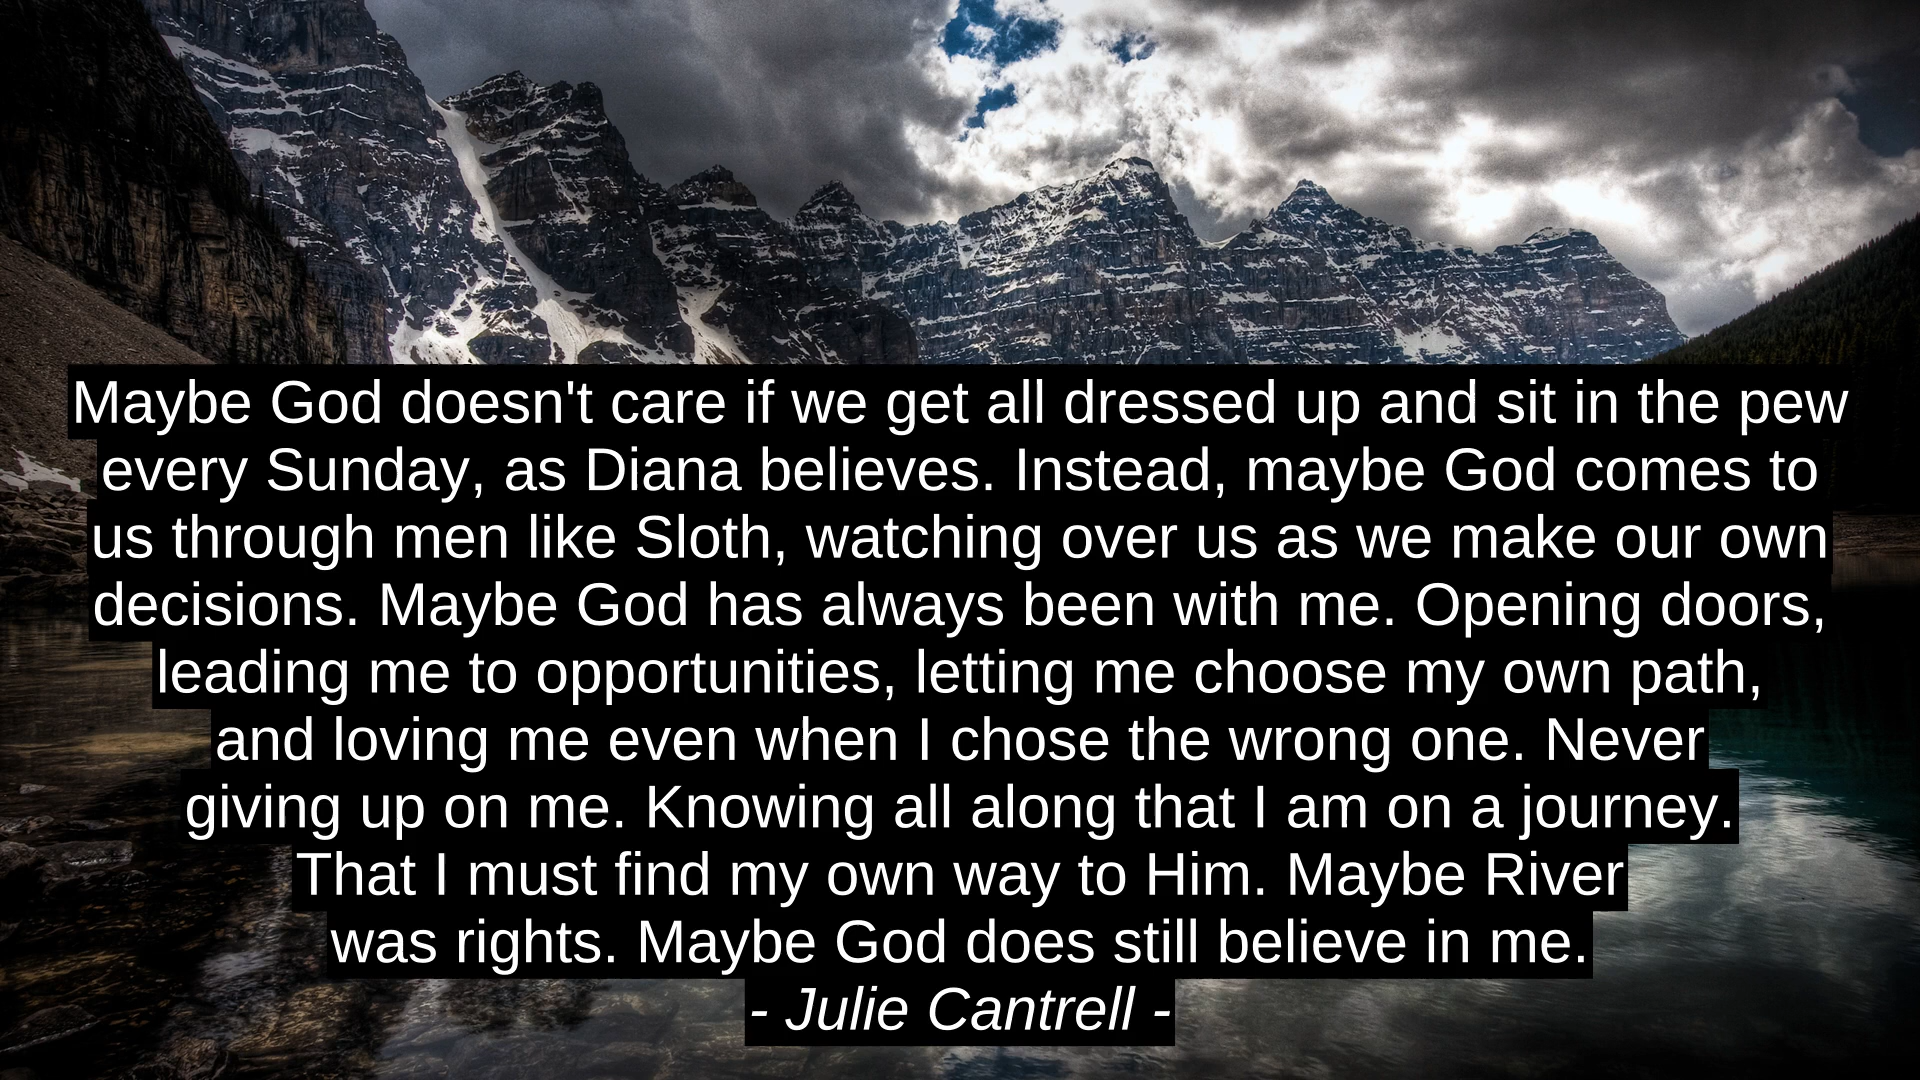 Maybe God doesn't care if we get all dressed up and sit in the pew
every Sunday, as Diana believes. Instead, maybe God comes to
us through men like Sloth, watching over us as we make our own
decisions. Maybe God has always been with me. Opening doors,
leading me to opportunities, letting me choose my own path,
and loving me even when I chose the wrong one. Never
giving up on me. Knowing all along that I am on a journey.
That I must find my own way to Him. Maybe River
was rights. Maybe God does still believe in me.
- Julie Cantrell -